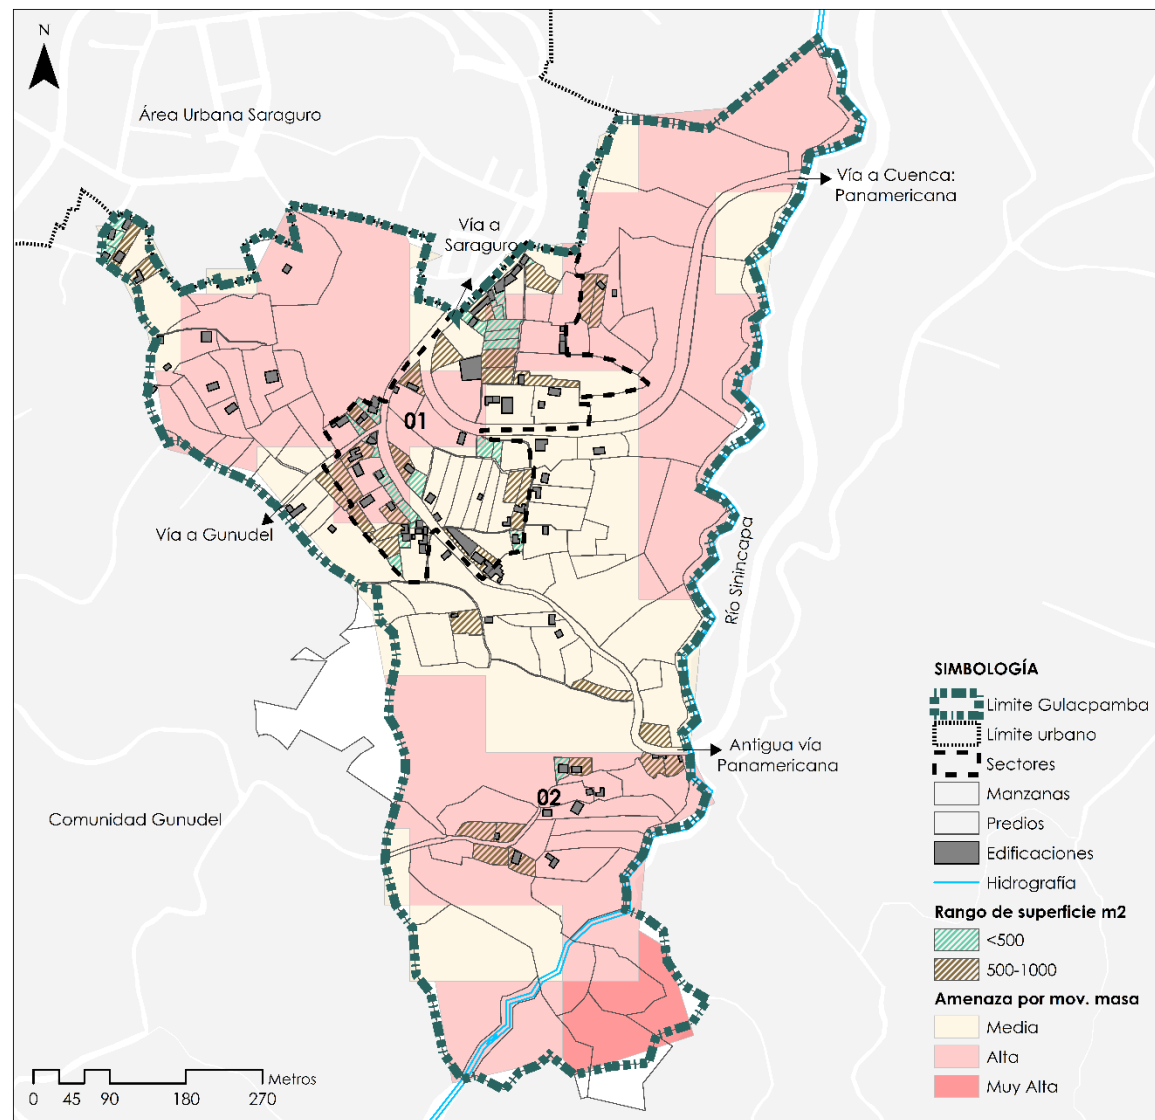 N
Área Urbana Saraguro
Vía a Cuenca:
Panamericana
Vía a
Saraguro
01
Vía a Gunudel
Río Sinincapa
Antigua vía
Panamericana
02
Comunidad Gunudel
SIMBOLOGÍA
Limite Gulacpamba
Límite urbano
Sectores
Manzanas
Predios
Edificaciones
Hidrografía
Rango de superficie m2
<500
500-1000
Amenaza por mov. masa
Media
Alta
Muy Alta
Metros
0 45 90 180 270